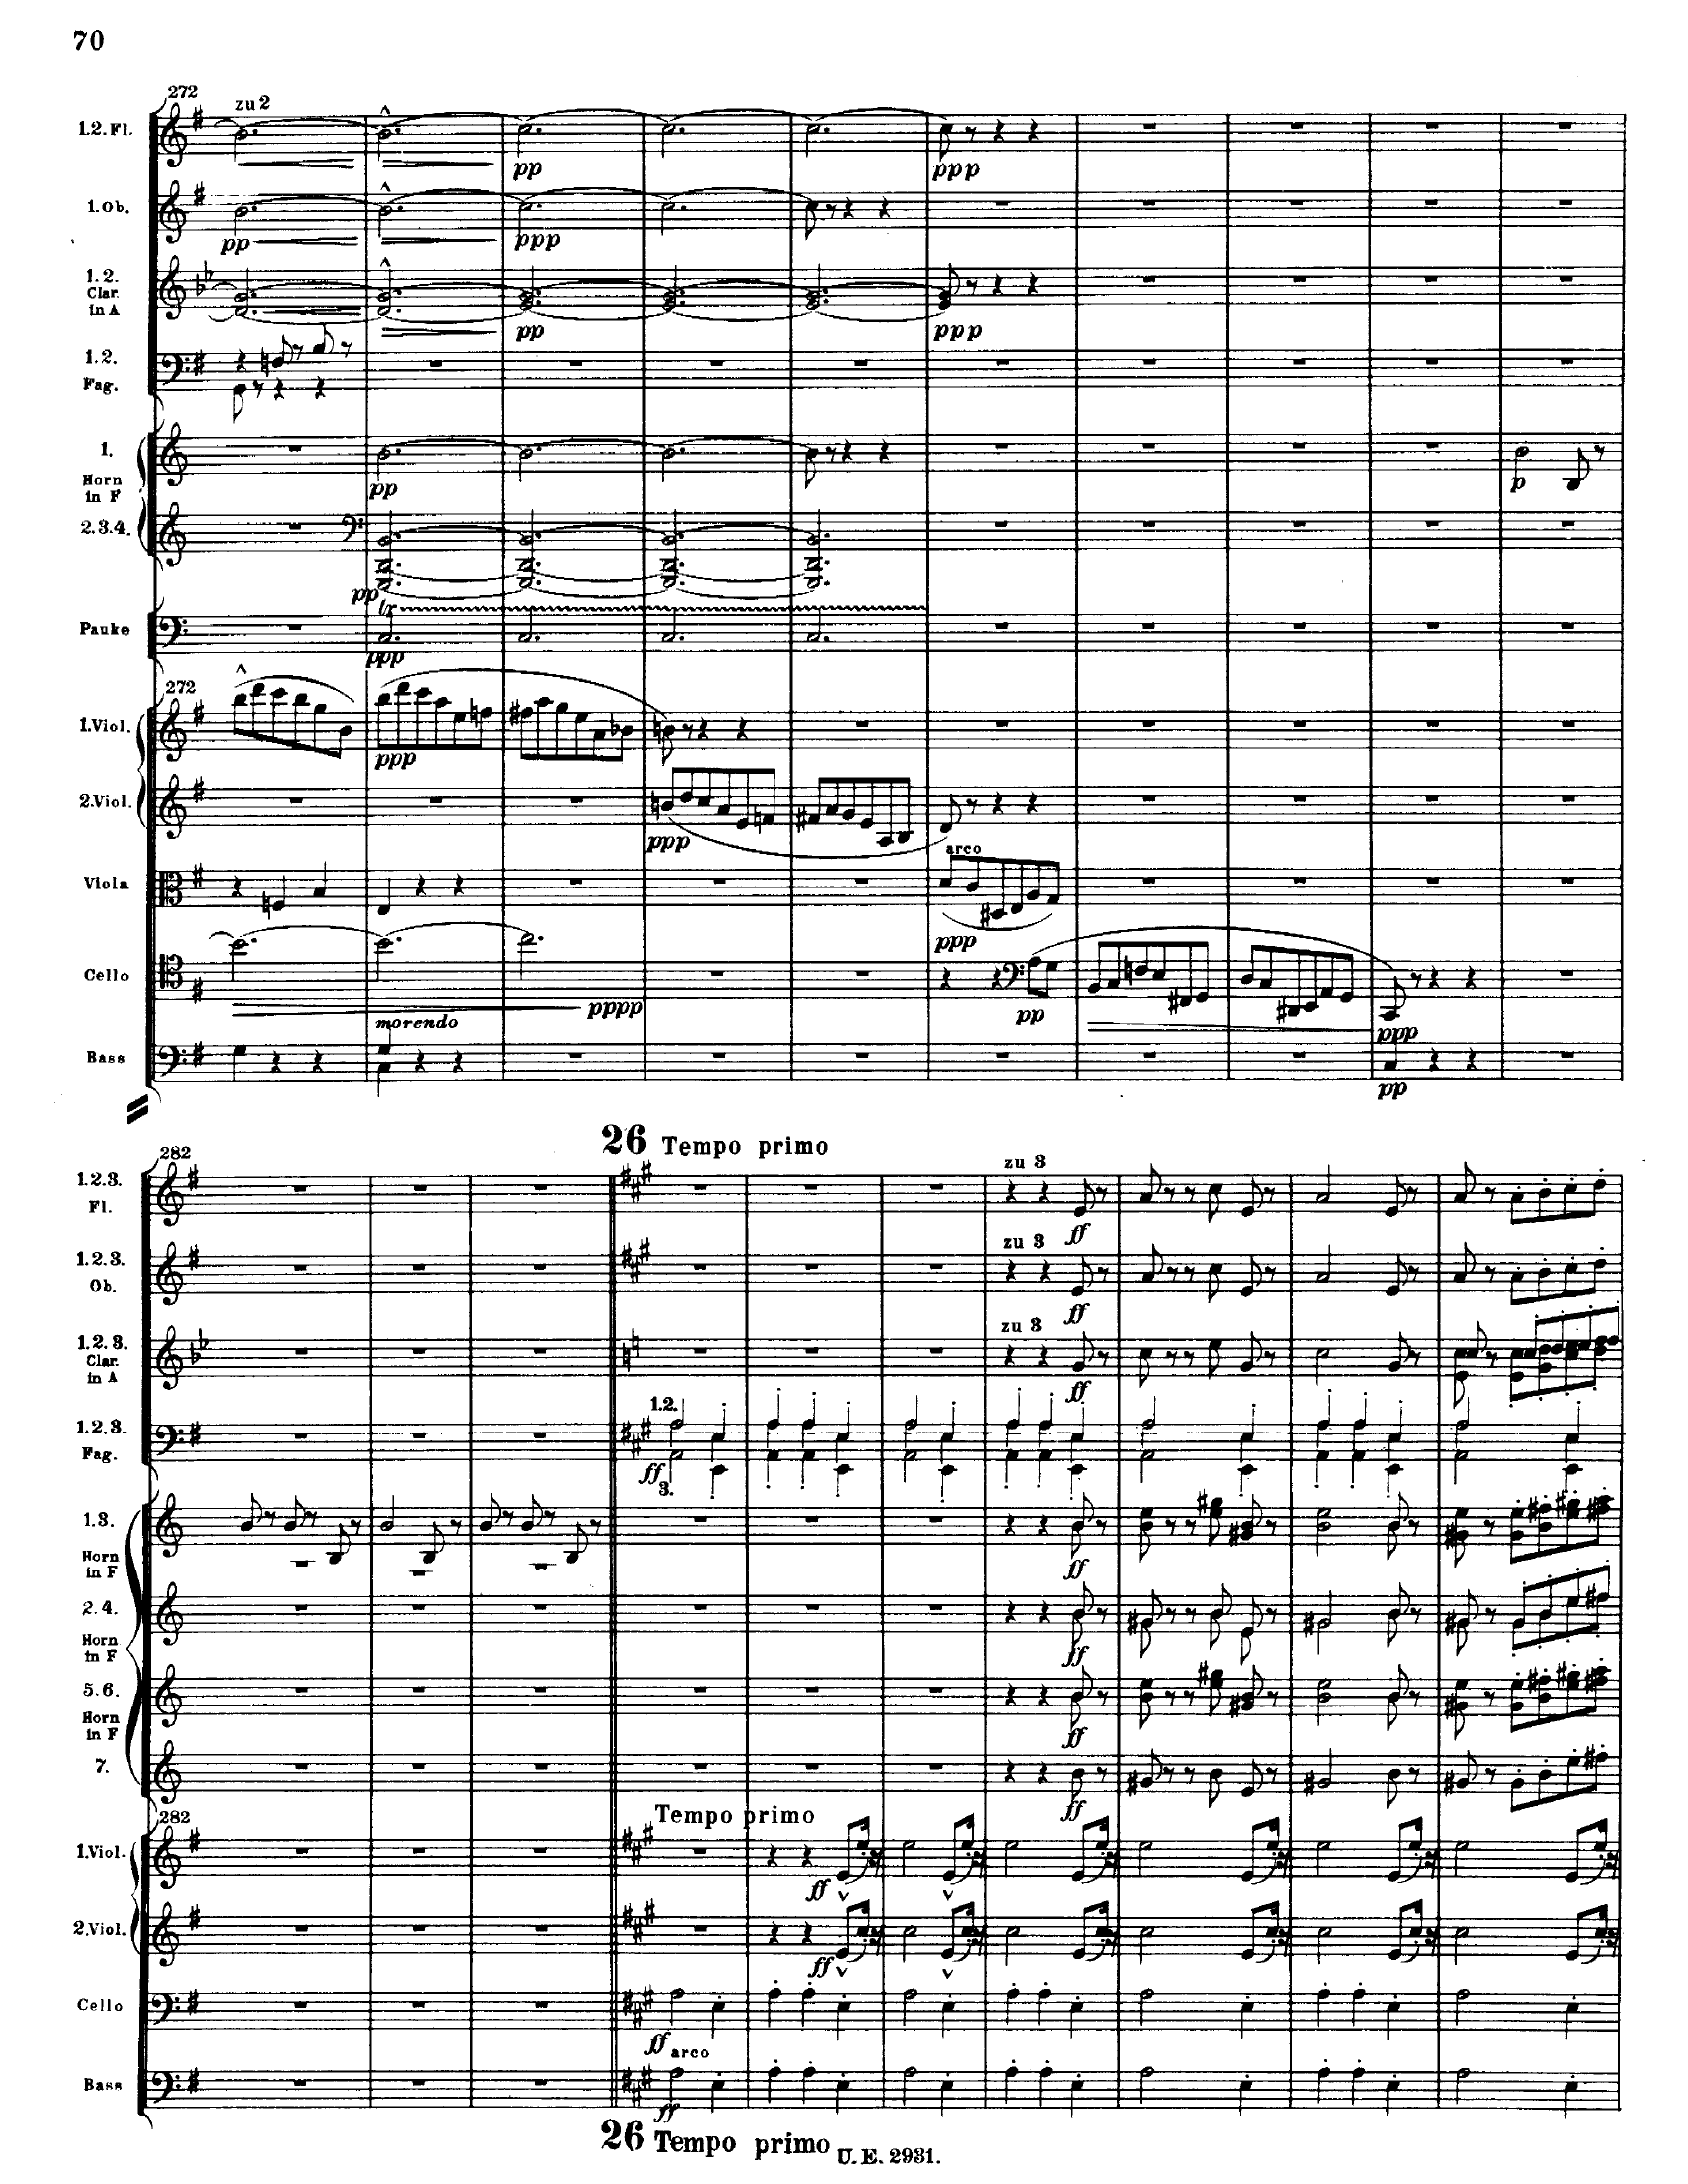 70
272
zu 2
1.2. Fl.
pp
ppp
1. Ob.
pp
ppp
1. 2.
Clar.
in A
pp
ppp
1. 2.
Fag.
1.
Horn
in F
pp
p
2.3.4.
pp
tr
Pauke
ppp
272
1.Viol.
ppp
2.Viol.
ppp
arco
Viola
ppp
Cello
pppp
pp
ppp
morendo
Bass
pp
26 Tempo primo
282
1.2.3.
Fl.
zu 3
ff
1.2.3.
Ob.
zu 3
ff
1.2.3.
Clar.
in A
zu 3
ff
1.2.
1.2.3.
Fag.
ff
3.
1.3.
Horn
in F
ff
2.4.
Horn
in F
ff
5.6.
Horn
in F
ff
7.
ff
282
Tempo primo
1.Viol.
ff
2.Viol.
ff
Cello
ff
arco
Bass
ff
26 Tempo primo
U. E. 2931.